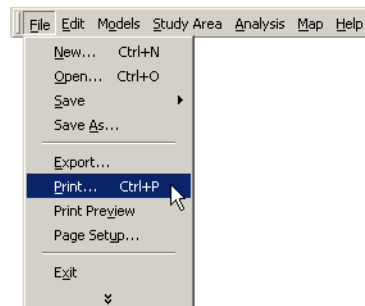 File Edit Models Study Area Analysis Map Help
New... Ctrl+N
Open... Ctrl+O
Save
Save As...
Export...
Print... Ctrl+P
Print Preview
Page Setup...
Exit